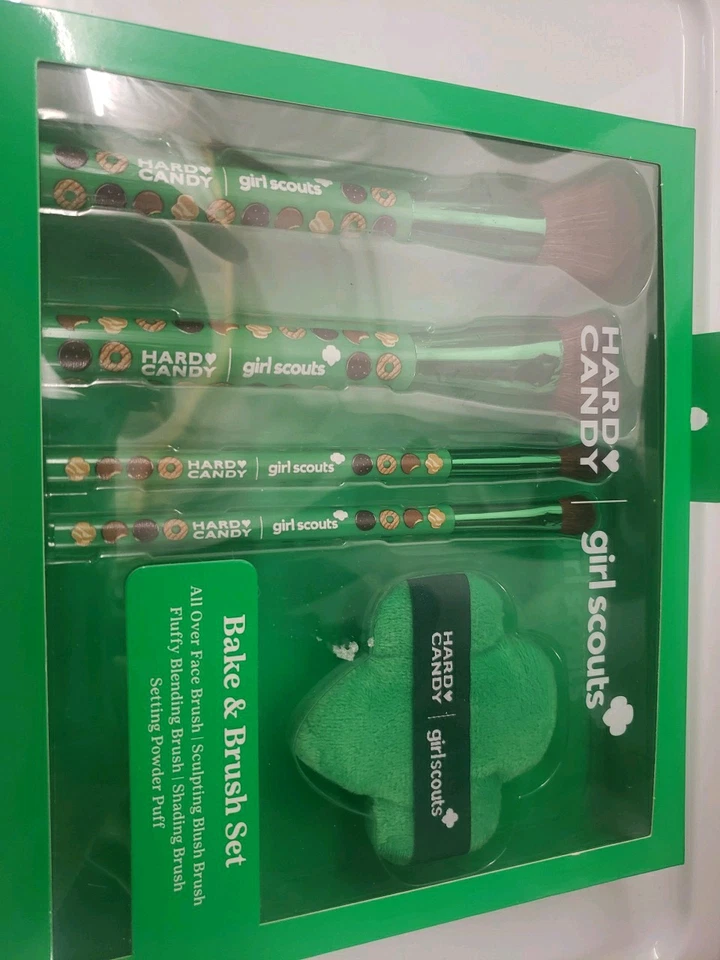 HARD
CANDY
girl scouts
HARD
CANDY
girl scouts
HARD
CANDY
girl scouts
HARD
CANDY
girl scouts
HARD
CANDY
girl scouts
HARD
CANDY
girl scouts
Bake & Brush Set
All Over Face Brush | Sculpting Blush Brush
Fluffy Blending Brush | Shading Brush
Setting Powder Puff